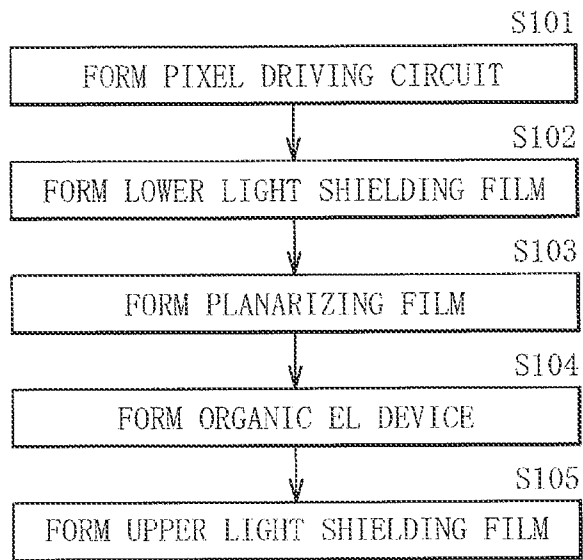 S101
FORM PIXEL DRIVING CIRCUIT
S102
FORM LOWER LIGHT SHIELDING FILM
S103
FORM PLANARIZING FILM
S104
FORM ORGANIC EL DEVICE
S105
FORM UPPER LIGHT SHIELDING FILM